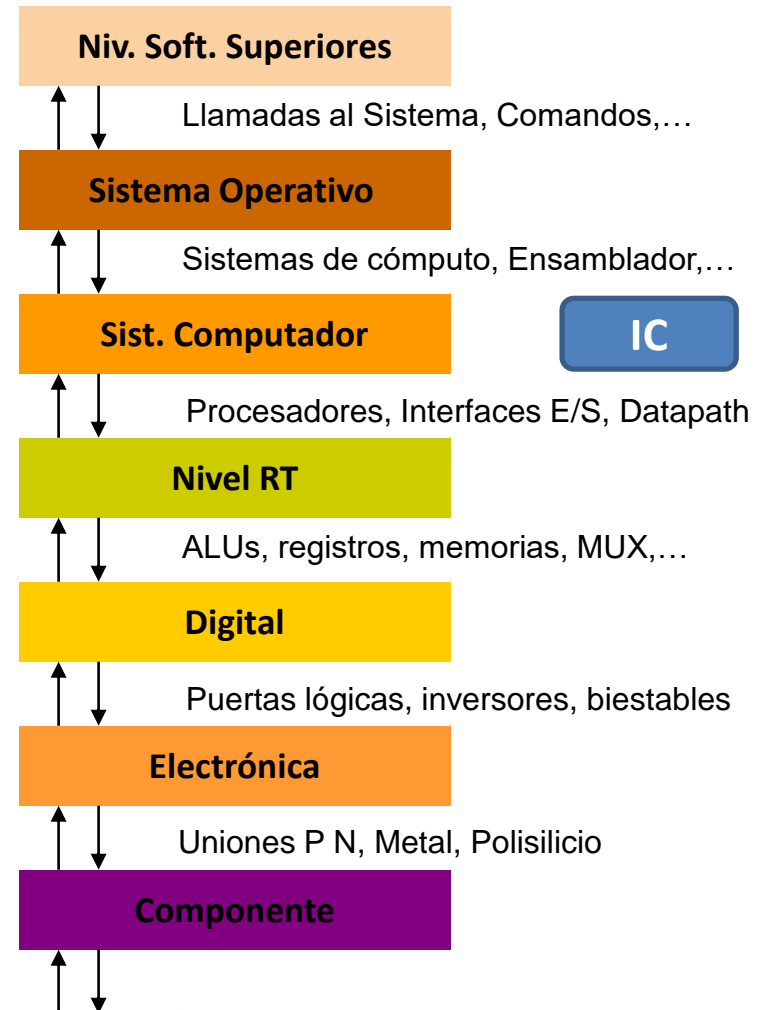 Niv. Soft. Superiores
Llamadas al Sistema, Comandos,…
Sistema Operativo
Sistemas de cómputo, Ensamblador,…
Sist. Computador
IC
Procesadores, Interfaces E/S, Datapath
Nivel RT
ALUs, registros, memorias, MUX,…
Digital
Puertas lógicas, inversores, biestables
Electrónica
Uniones P N, Metal, Polisilicio
Componente